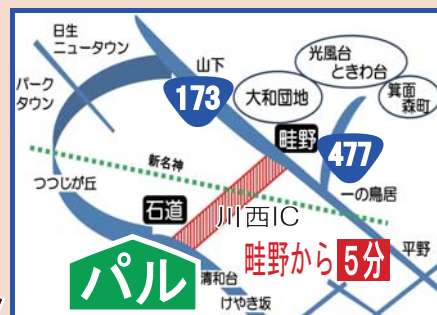 日生
ニュータウン
山下
光風台
ときわ台
パーク
タウン
173
大和団地
箕面
森町
畦野
477
新名神
つつじが丘
一の鳥居
石道
川西IC
畦野から5分
平野
パル
清和台
けやき坂